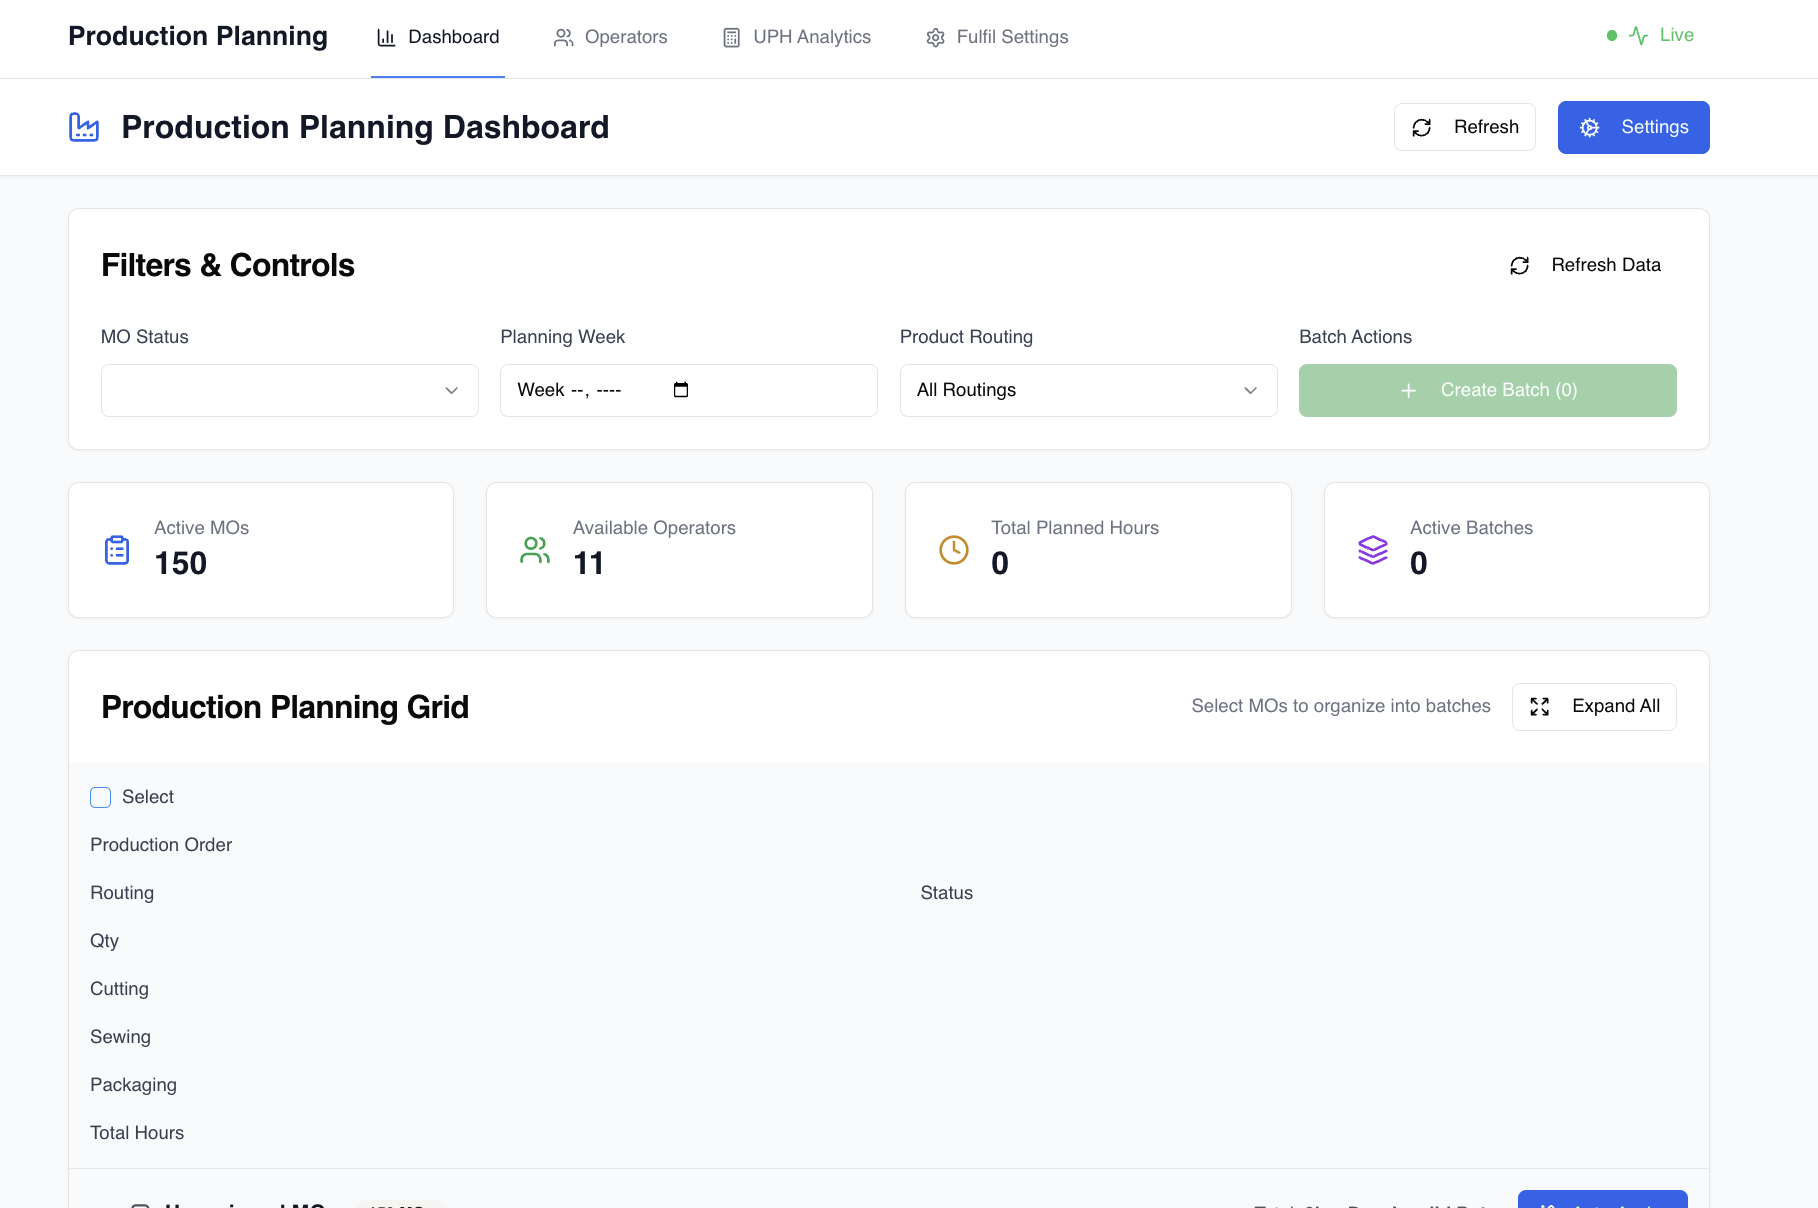 Production Planning
Dashboard
Operators
UPH Analytics
Fulfil Settings
Live
Production Planning Dashboard
Refresh
Settings
Filters & Controls
Refresh Data
MO Status
Planning Week
Product Routing
Batch Actions
Week --, ----
All Routings
Create Batch (0)
Active MOs
150
Available Operators
11
Total Planned Hours
0
Active Batches
0
Production Planning Grid
Select MOs to organize into batches
Expand All
Select
Production Order
Routing
Status
Qty
Cutting
Sewing
Packaging
Total Hours